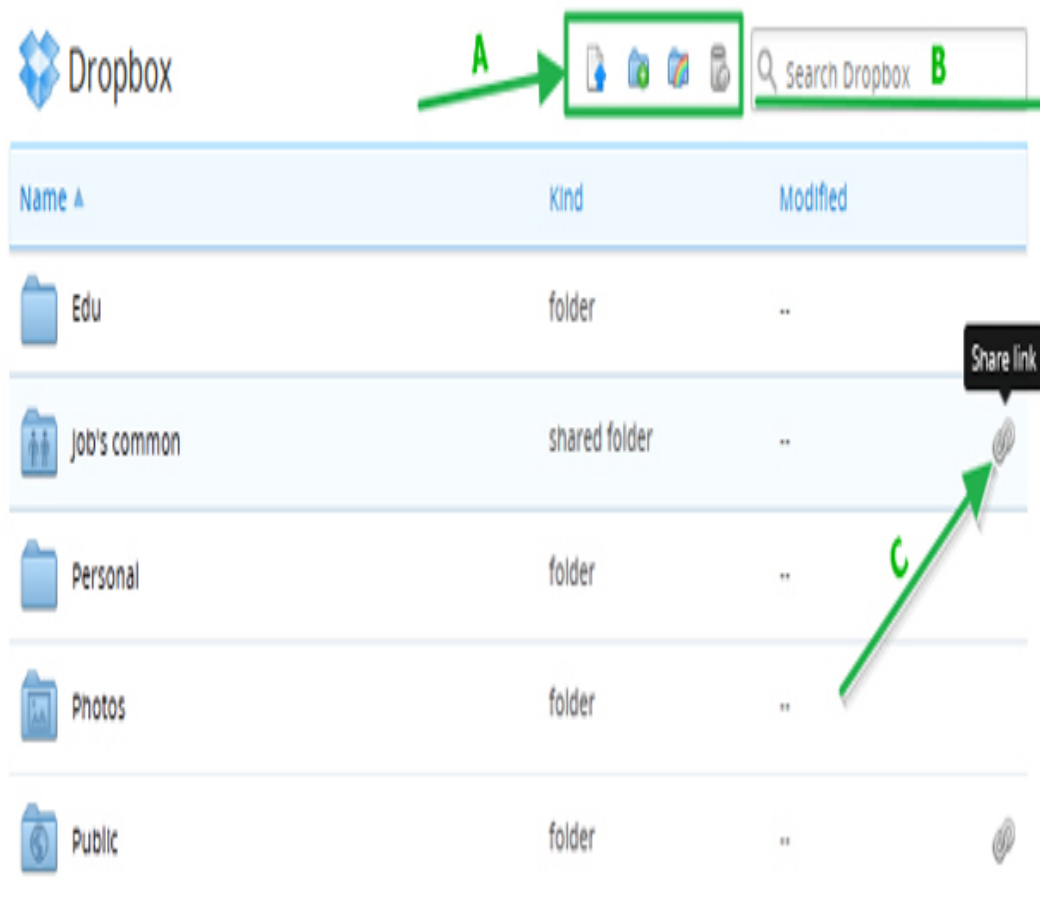 Dropbox
A
Search Dropbox B
Name Kind Modified
Edu folder --
Share link
Job's common shared folder --
C
Personal folder --
Photos folder --
Public folder --